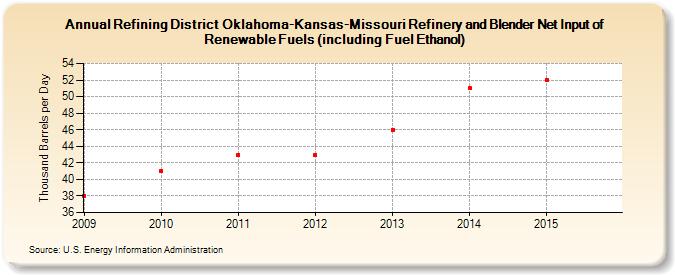 Annual Refining District Oklahoma-Kansas-Missouri Refinery and Blender Net Input of
Renewable Fuels (including Fuel Ethanol)
Thousand Barrels per Day
54
52
50
48
46
44
42
40
38
36
2009 2010 2011 2012 2013 2014 2015
Source: U.S. Energy Information Administration